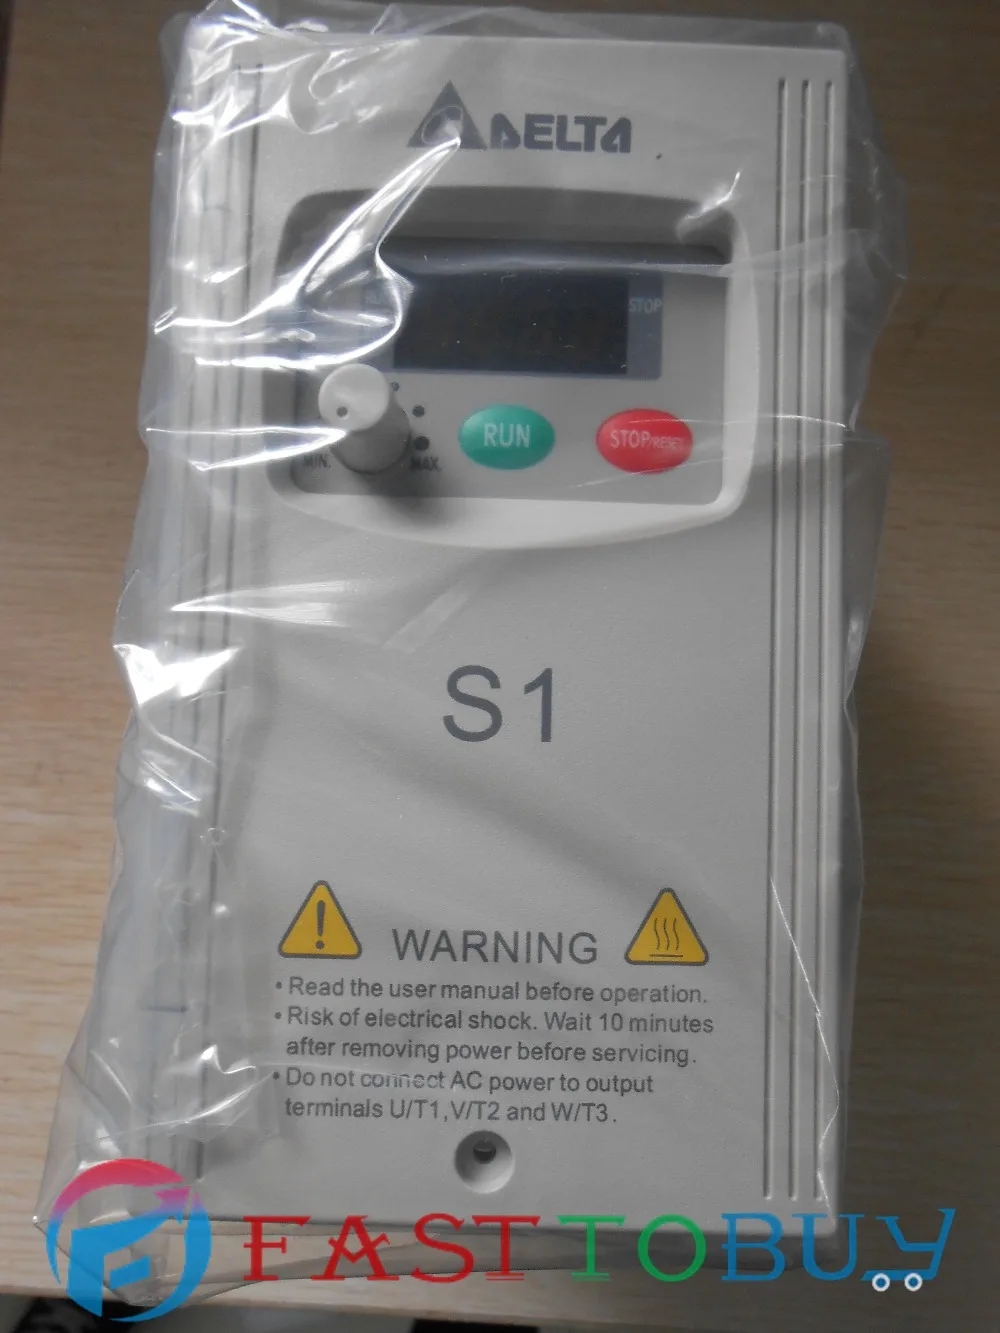 DELTA
STOP
MIN.
MAX.
RUN
STOP/RESET
S1
WARNING
• Read the user manual before operation.
• Risk of electrical shock. Wait 10 minutes
after removing power before servicing.
• Do not connect AC power to output
terminals U/T1,V/T2 and W/T3.
FASTTOBUY